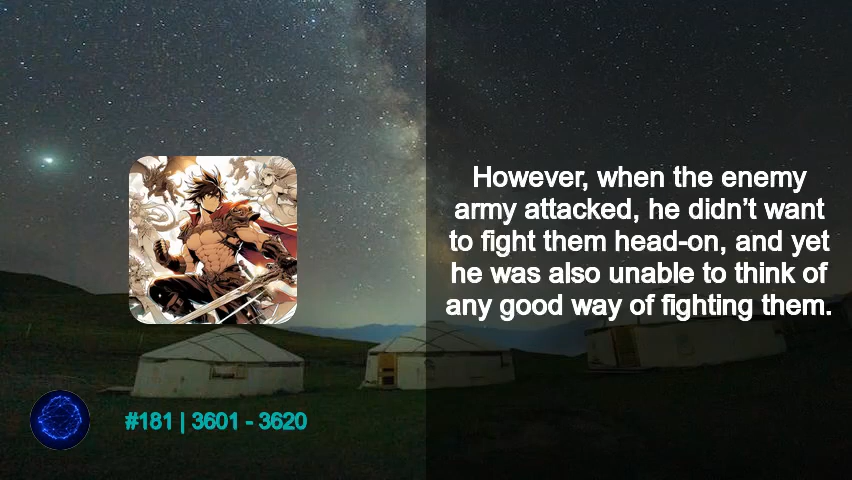 However, when the enemy
army attacked, he didn’t want
to fight them head-on, and yet
he was also unable to think of
any good way of fighting them.
#181 | 3601 - 3620